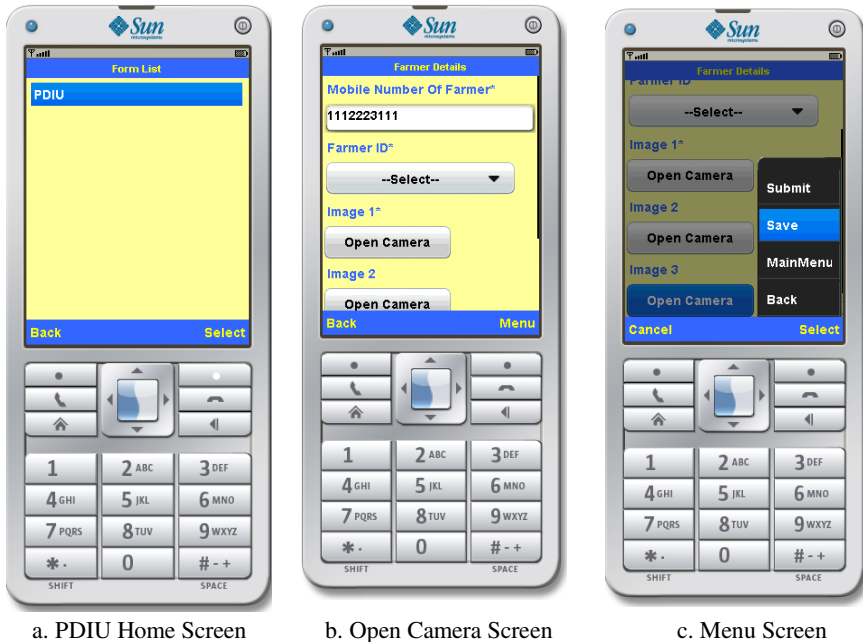 Sun
microsystems
Form List
PDIU
Back Select
1 2 ABC 3 DEF
4 GHI 5 JKL 6 MNO
7 PQRS 8 TUV 9 WXYZ
* . 0 # - +
SHIFT SPACE
a. PDIU Home Screen
Sun
microsystems
Farmer Details
Mobile Number Of Farmer*
1112223111
Farmer ID*
--Select--
Image 1*
Open Camera
Image 2
Open Camera
Back Menu
1 2 ABC 3 DEF
4 GHI 5 JKL 6 MNO
7 PQRS 8 TUV 9 WXYZ
* . 0 # - +
SHIFT SPACE
b. Open Camera Screen
Sun
microsystems
Farmer Details
Farmer ID
--Select--
Image 1*
Open Camera
Image 2
Open Camera
Image 3
Open Camera
Submit
Save
MainMenu
Back
Cancel Select
1 2 ABC 3 DEF
4 GHI 5 JKL 6 MNO
7 PQRS 8 TUV 9 WXYZ
* . 0 # - +
SHIFT SPACE
c. Menu Screen